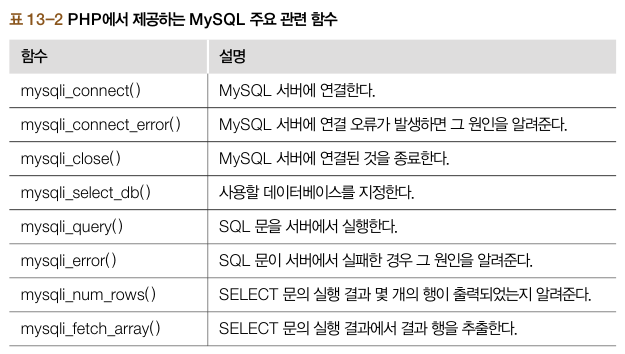 표 13-2 PHP에서 제공하는 MySQL 주요 관련 함수
함수 설명
mysqli_connect() MySQL 서버에 연결한다.
mysqli_connect_error() MySQL 서버에 연결 오류가 발생하면 그 원인을 알려준다.
mysqli_close() MySQL 서버에 연결된 것을 종료한다.
mysqli_select_db() 사용할 데이터베이스를 지정한다.
mysqli_query() SQL 문을 서버에서 실행한다.
mysqli_error() SQL 문이 서버에서 실패한 경우 그 원인을 알려준다.
mysqli_num_rows() SELECT 문의 실행 결과 몇 개의 행이 출력되었는지 알려준다.
mysqli_fetch_array() SELECT 문의 실행 결과에서 결과 행을 추출한다.